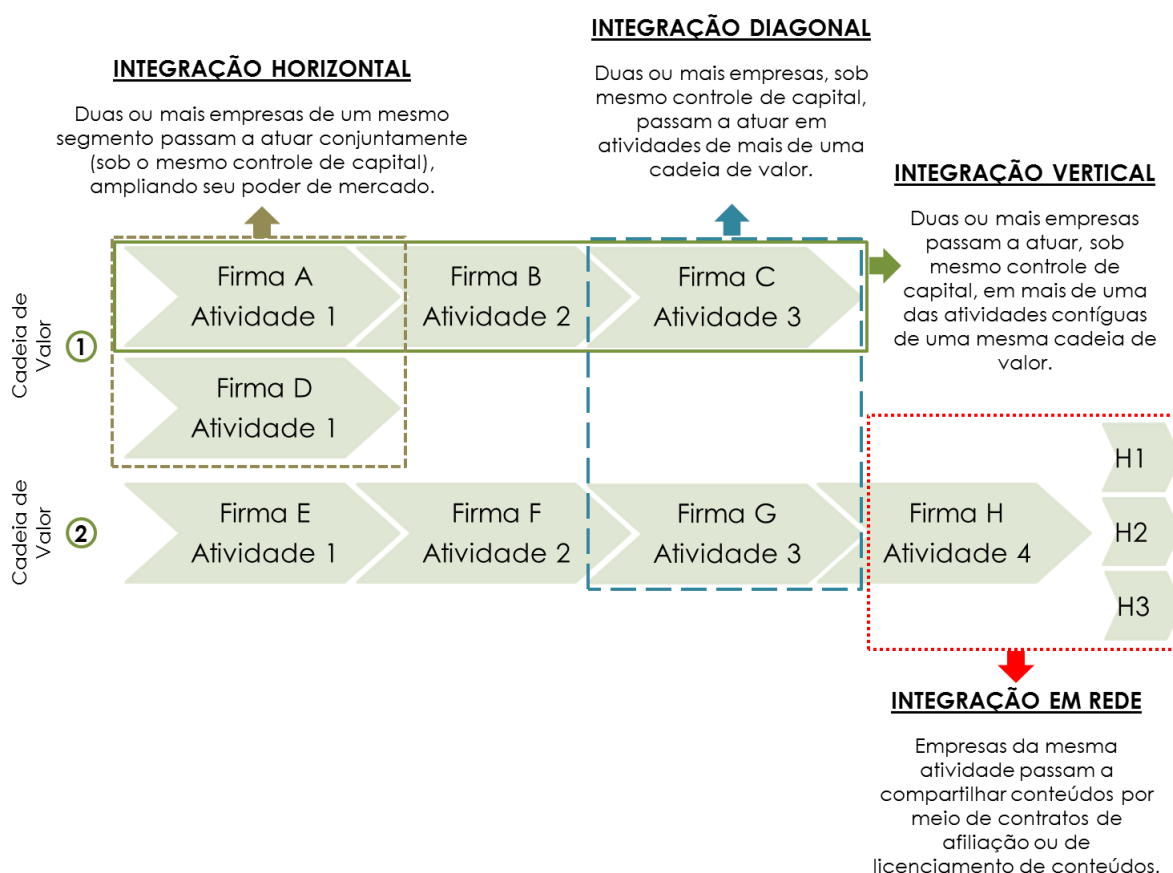 INTEGRAÇÃO HORIZONTAL
Duas ou mais empresas de um mesmo
segmento passam a atuar conjuntamente
(sob o mesmo controle de capital),
ampliando seu poder de mercado.
INTEGRAÇÃO DIAGONAL
Duas ou mais empresas, sob
mesmo controle de capital,
passam a atuar em
atividades de mais de uma
cadeia de valor.
INTEGRAÇÃO VERTICAL
Duas ou mais empresas
passam a atuar, sob
mesmo controle de
capital, em mais de uma
das atividades contíguas
de uma mesma cadeia de
valor.
Cadeia de
Valor
1
Firma A
Atividade 1
Firma B
Atividade 2
Firma C
Atividade 3
Firma D
Atividade 1
Cadeia de
Valor
2
Firma E
Atividade 1
Firma F
Atividade 2
Firma G
Atividade 3
Firma H
Atividade 4
H1
H2
H3
INTEGRAÇÃO EM REDE
Empresas da mesma
atividade passam a
compartilhar conteúdos por
meio de contratos de
afiliação ou de
licenciamento de conteúdos.